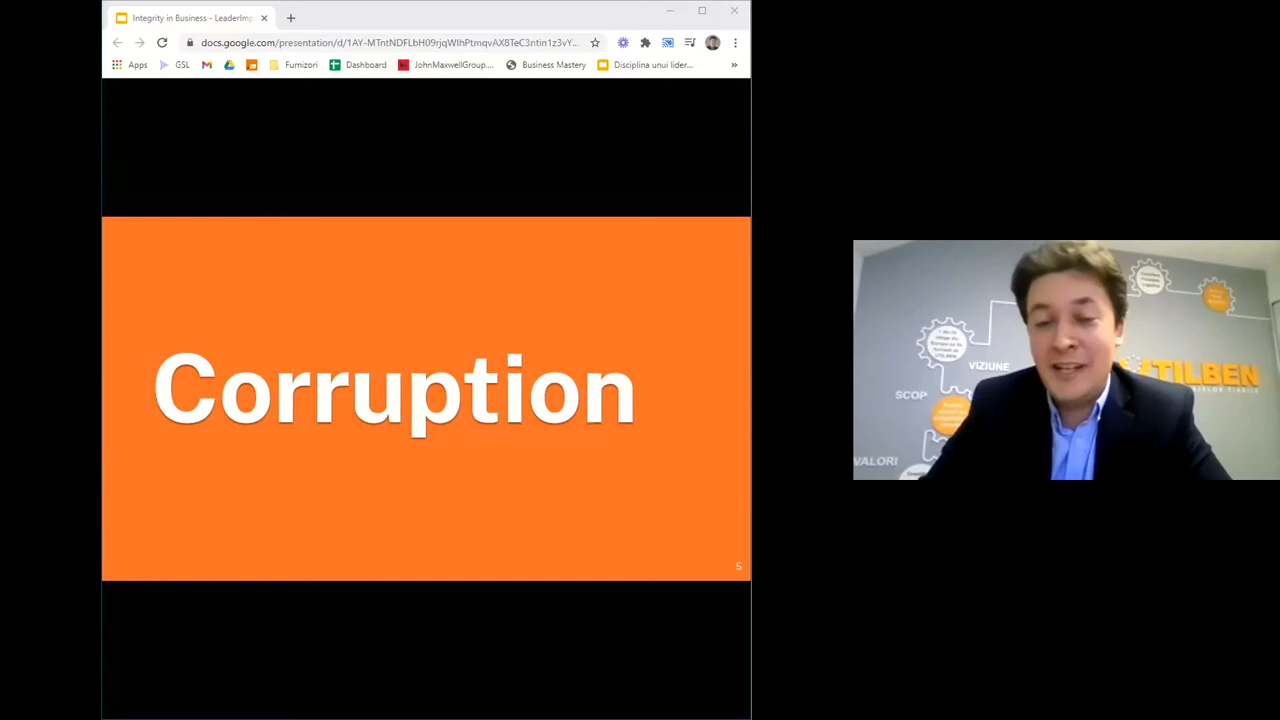 Integrity in Business - LeaderImp
docs.google.com/presentation/d/1AY-MTntNDFLbH09rjqWIhPtmqvAX8TeC3ntin1z3vY...
Apps GSL Furnizori Dashboard JohnMaxwellGroup.... Business Mastery Disciplina unui lider... »
Corruption
5
VIZIUNE
SCOP
UTILBEN
VALORI